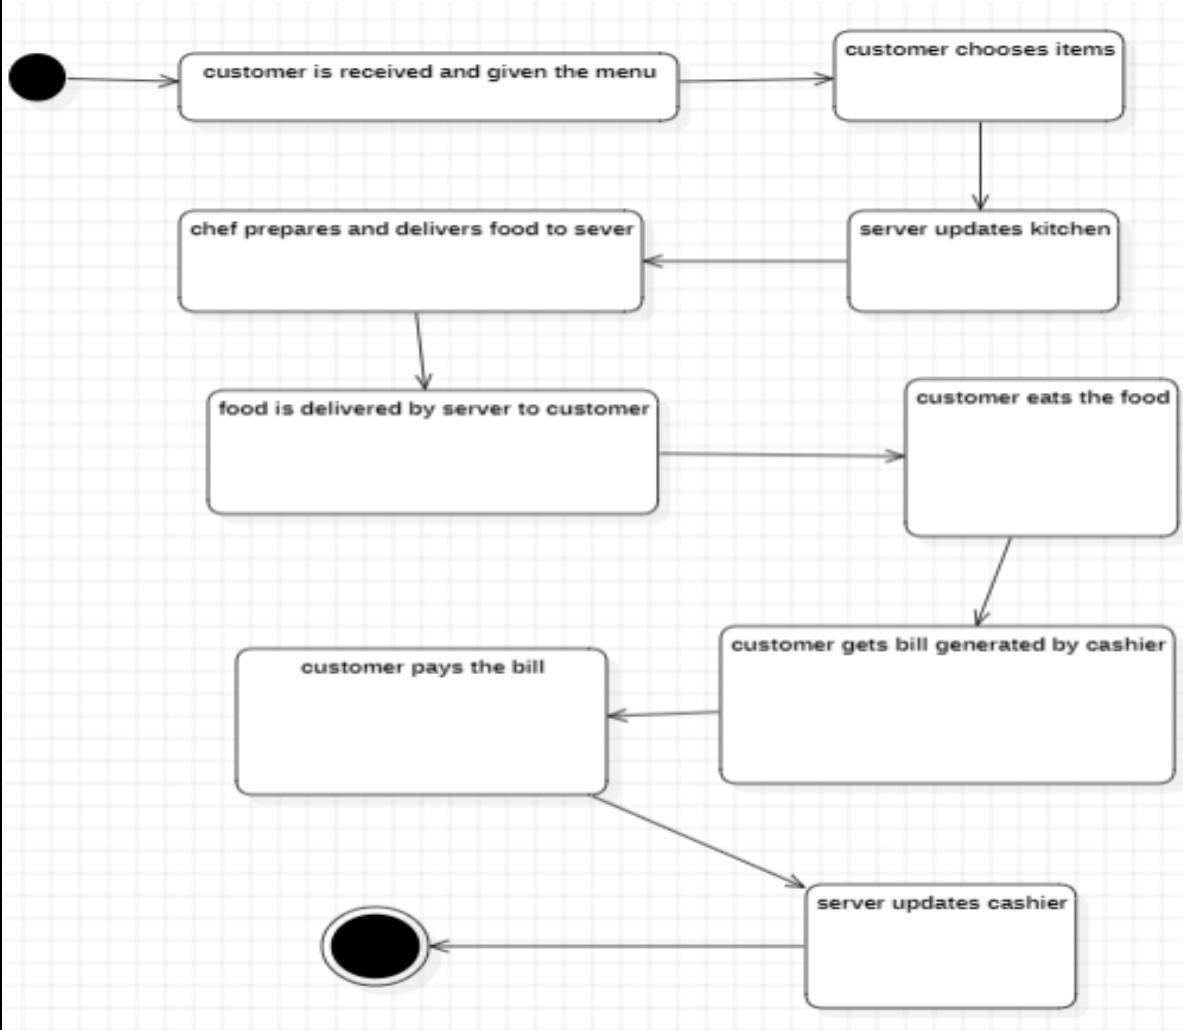 customer is received and given the menu
customer chooses items
server updates kitchen
chef prepares and delivers food to sever
food is delivered by server to customer
customer eats the food
customer gets bill generated by cashier
customer pays the bill
server updates cashier